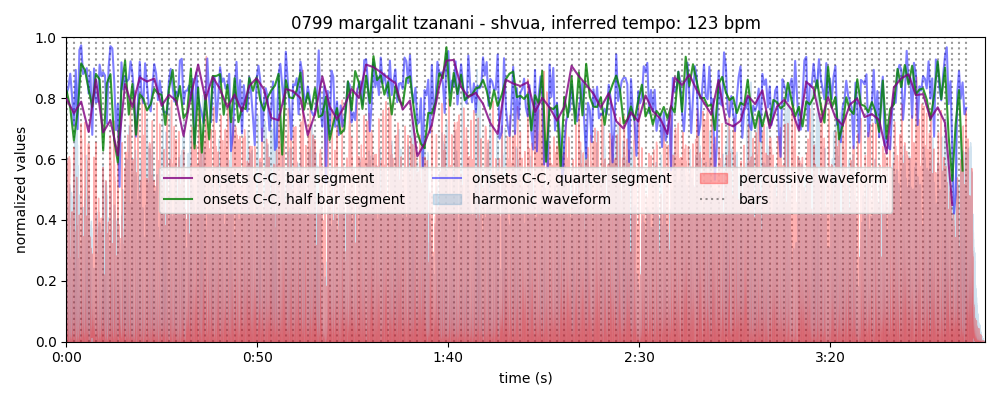 0799 margalit tzanani - shvua, inferred tempo: 123 bpm
1.0
0.8
0.6
0.4
0.2
0.0
normalized values
onsets C-C, bar segment
onsets C-C, half bar segment
onsets C-C, quarter segment
harmonic waveform
percussive waveform
bars
0:00
0:50
1:40
2:30
3:20
time (s)